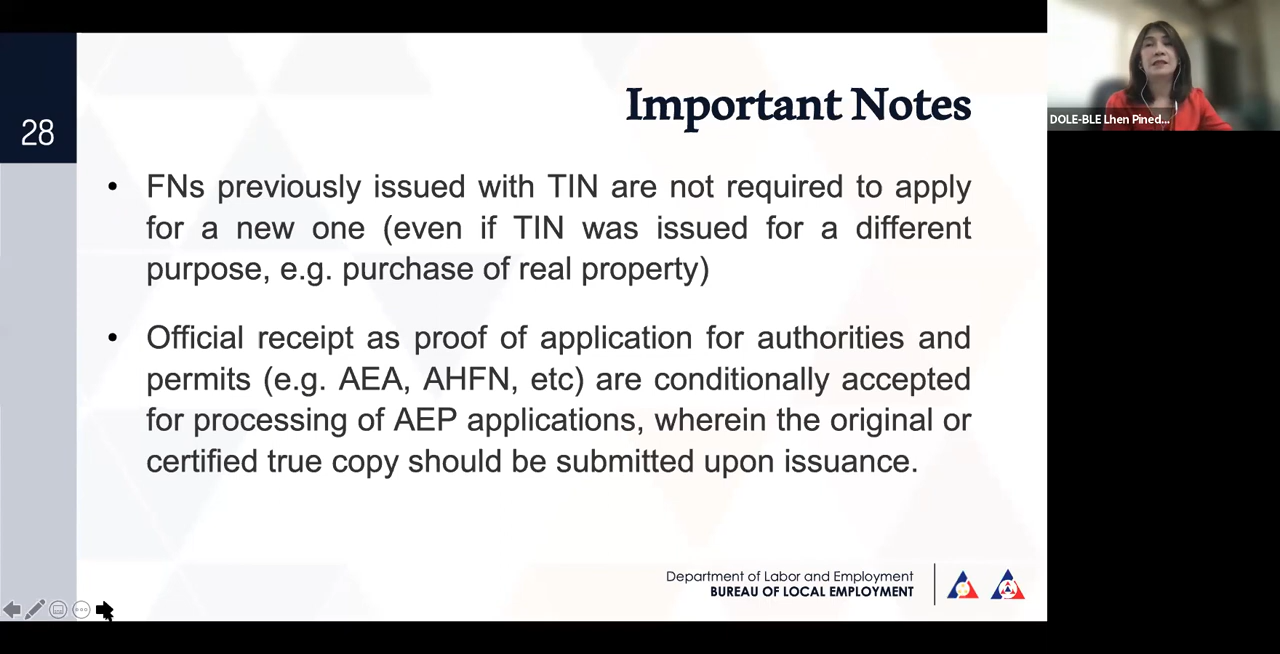 28
Important Notes
• FNs previously issued with TIN are not required to apply
for a new one (even if TIN was issued for a different
purpose, e.g. purchase of real property)
• Official receipt as proof of application for authorities and
permits (e.g. AEA, AHFN, etc) are conditionally accepted
for processing of AEP applications, wherein the original or
certified true copy should be submitted upon issuance.
Department of Labor and Employment
BUREAU OF LOCAL EMPLOYMENT
DOLE-BLE Lhen Pined...